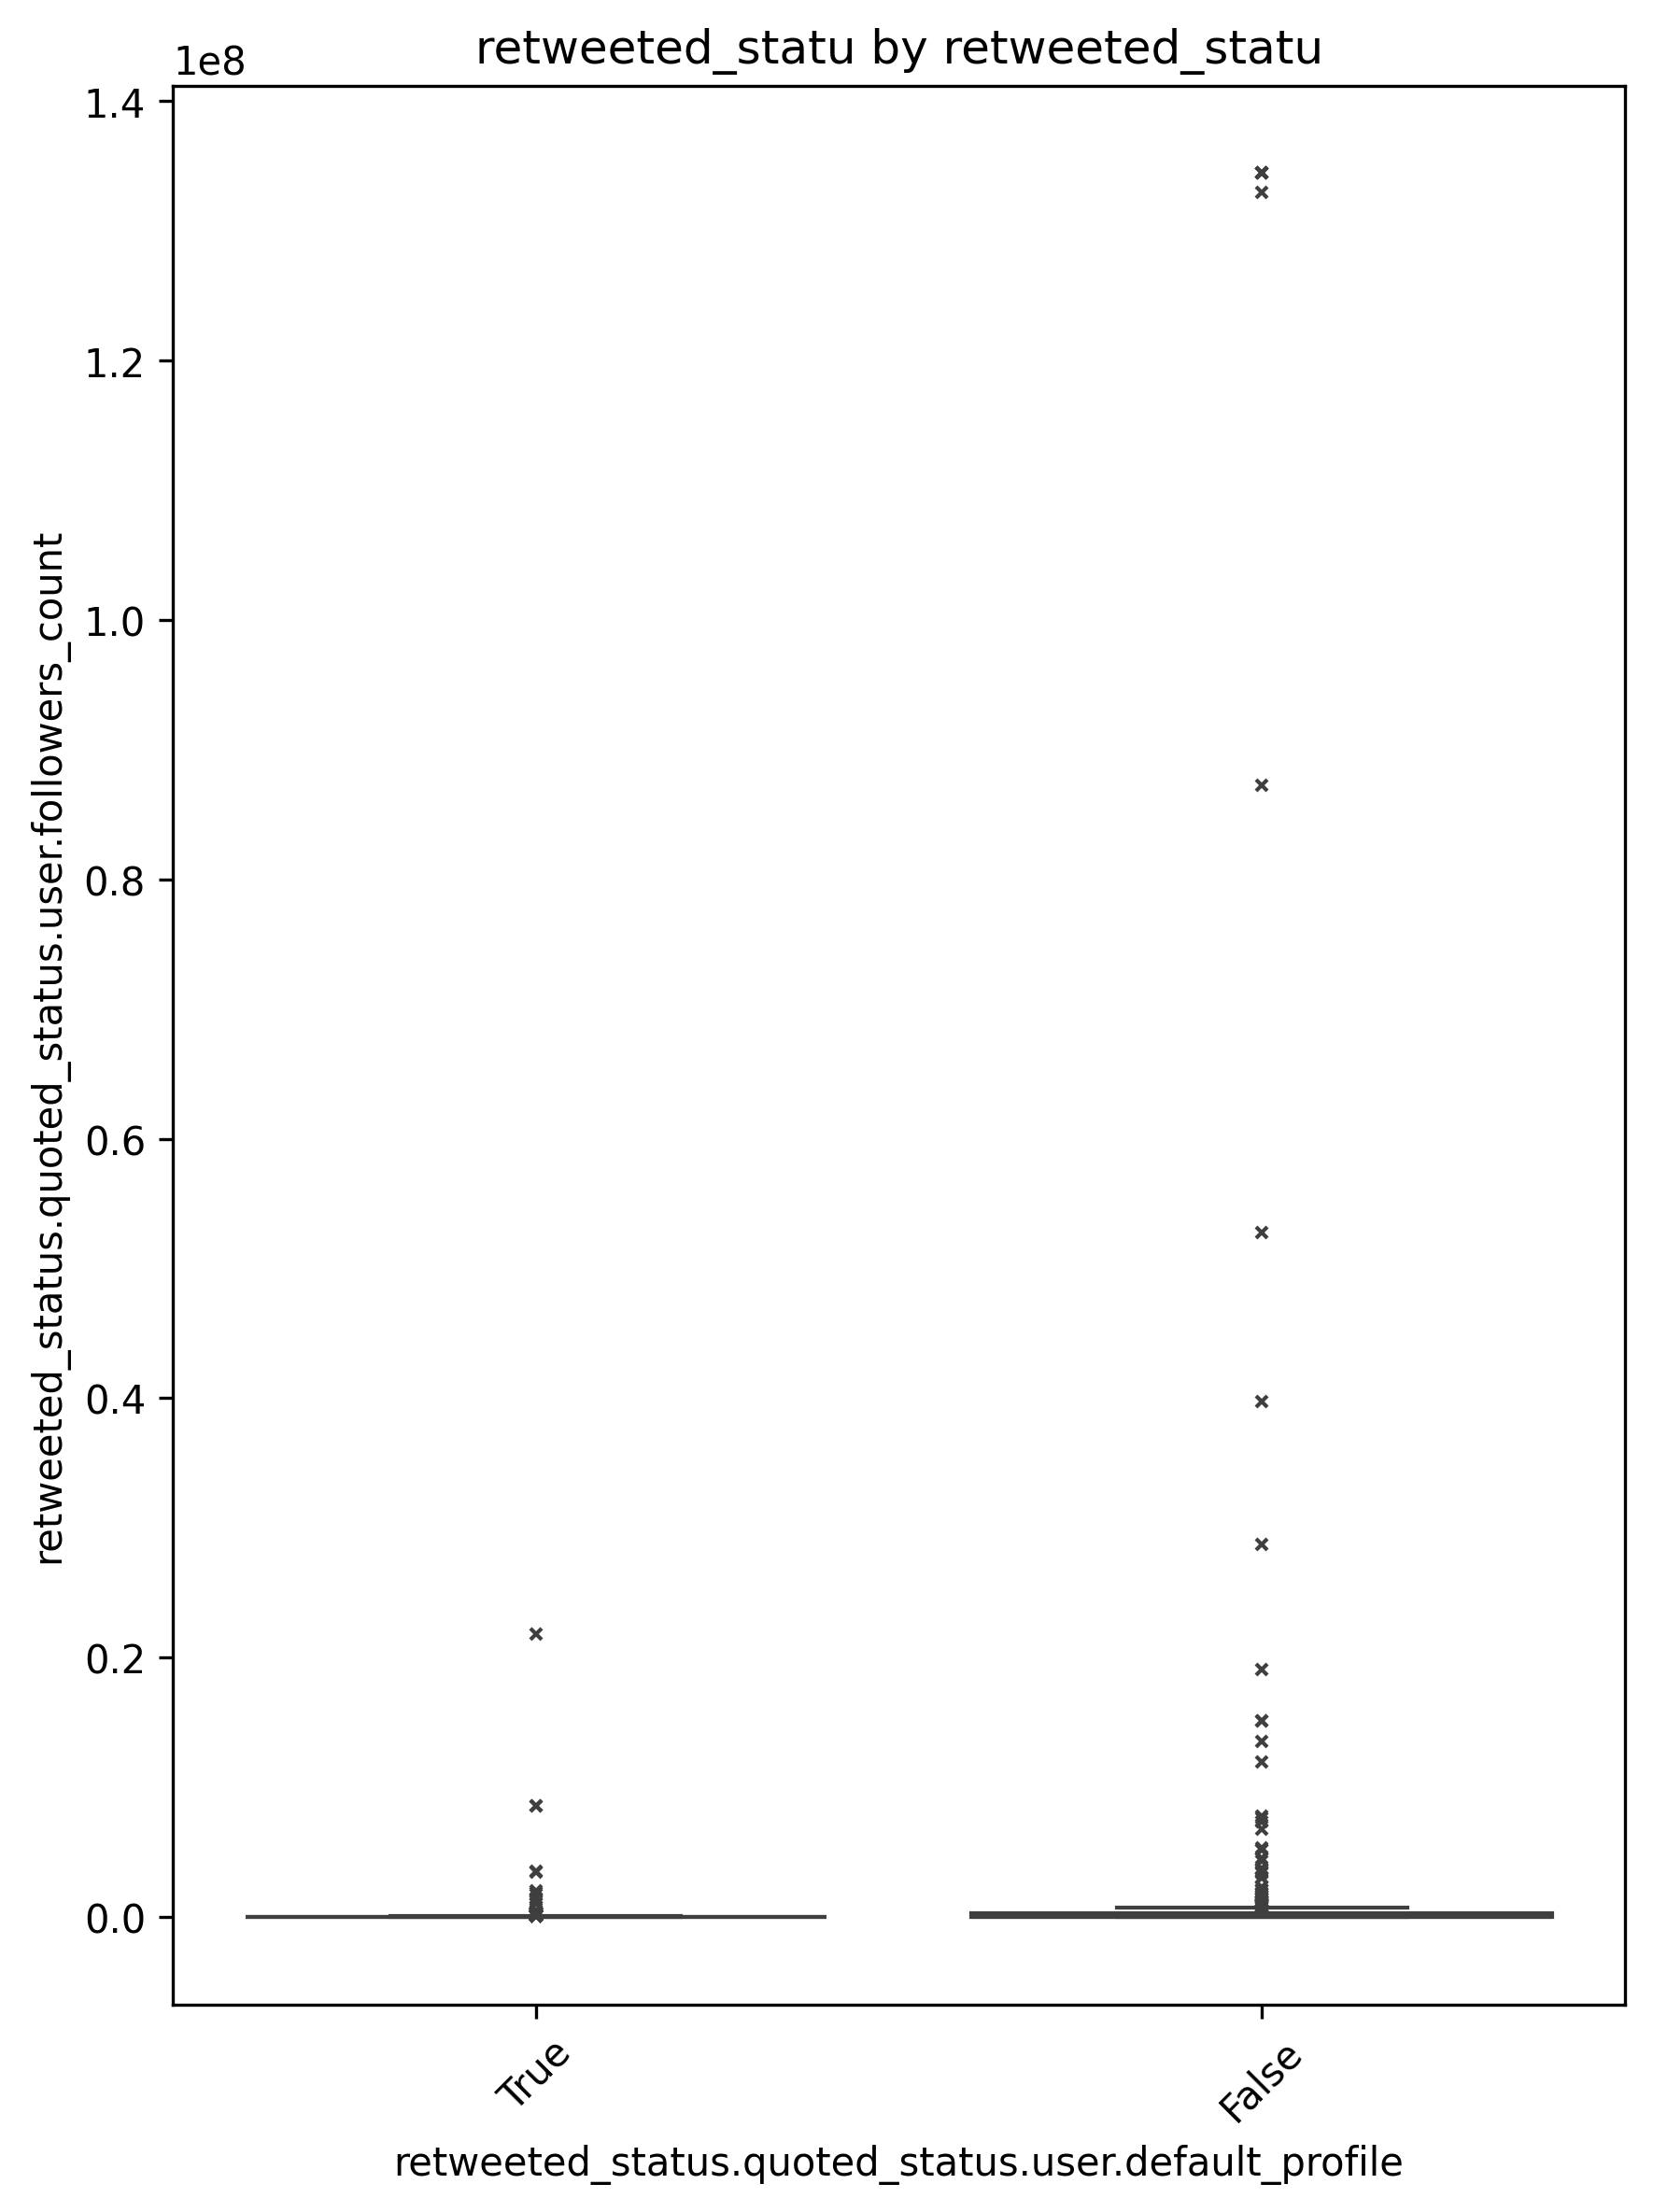 retweeted_statu by retweeted_statu
1e8
1.4
1.2
1.0
0.8
0.6
0.4
0.2
0.0
retweeted_status.quoted_status.user.followers_count
True
False
retweeted_status.quoted_status.user.default_profile